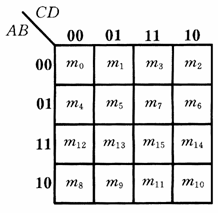 CD
AB
00 01 11 10
00 m₀ m₁ m₃ m₂
01 m₄ m₅ m₇ m₆
11 m₁₂ m₁₃ m₁₅ m₁₄
10 m₈ m₉ m₁₁ m₁₀